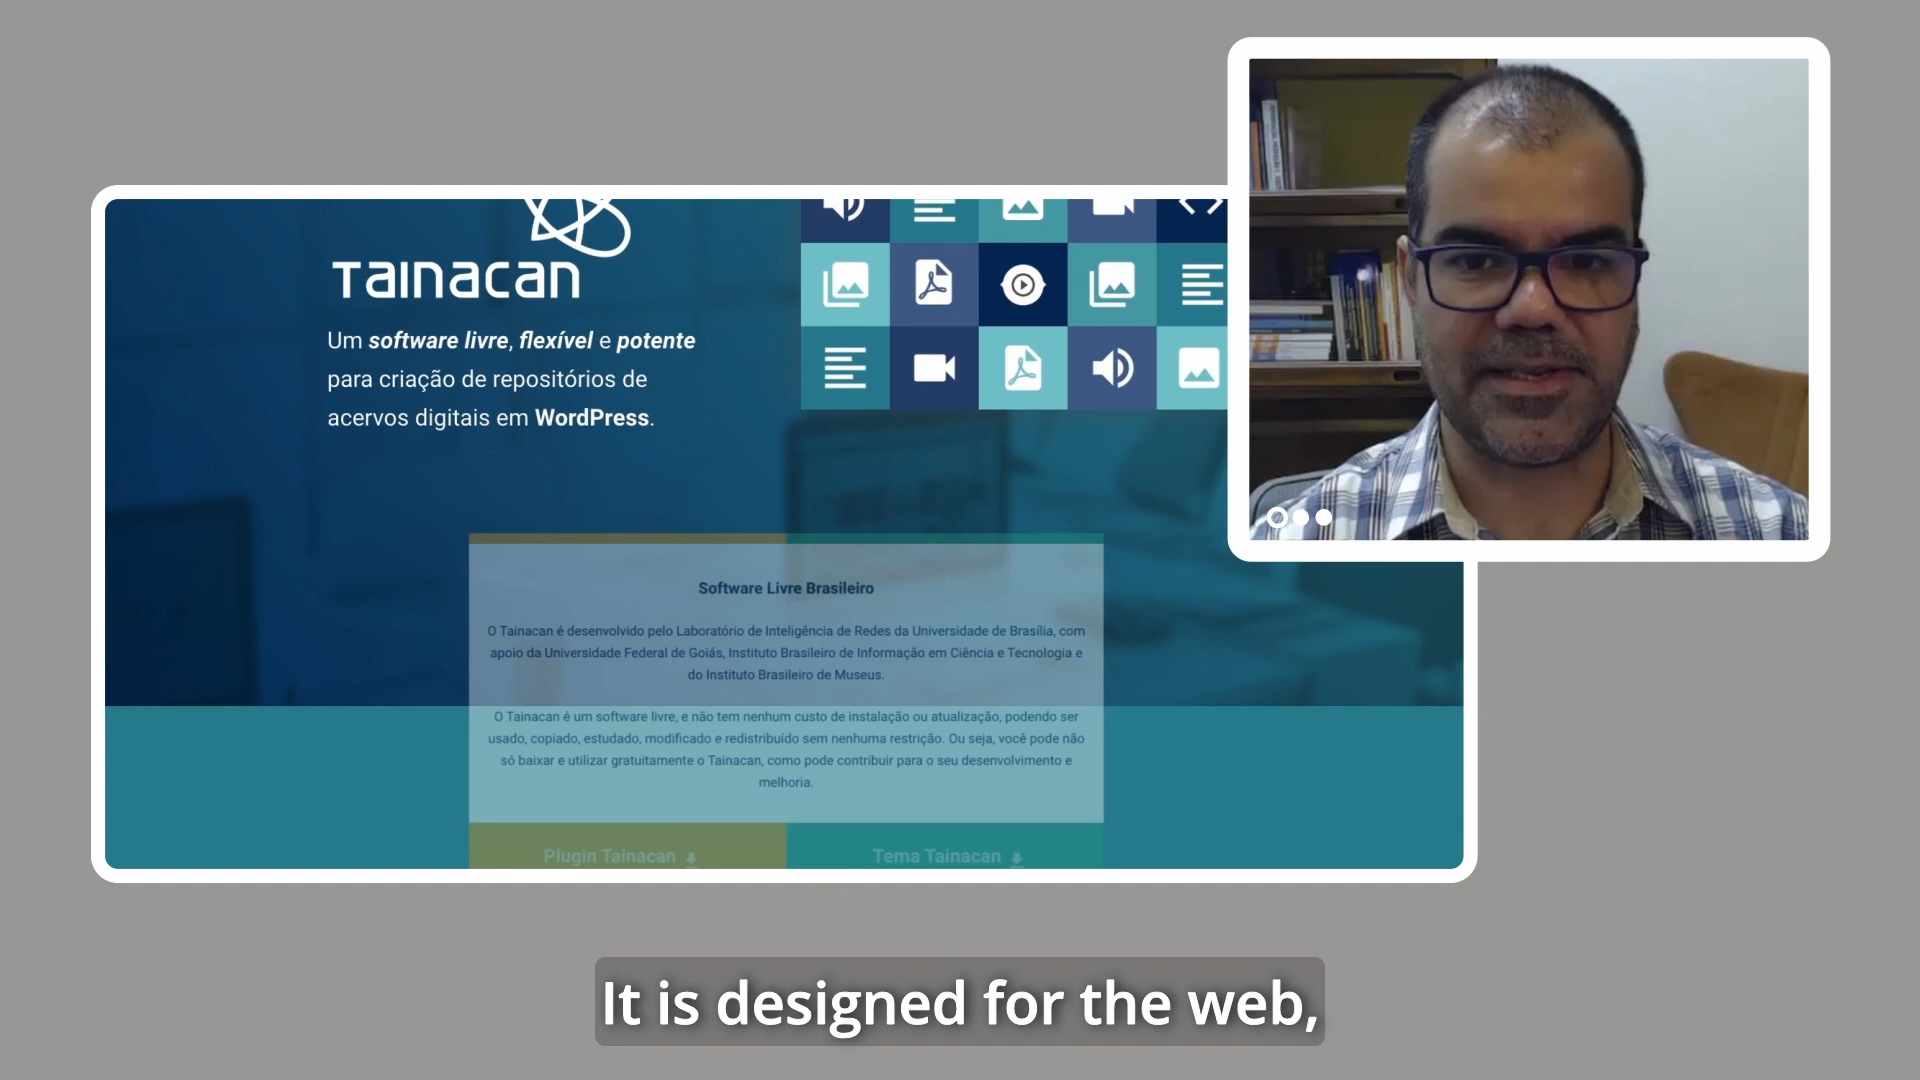 TAINACAN
Um software livre, flexível e potente
para criação de repositórios de
acervos digitais em WordPress.
Software Livre Brasileiro
O Tainacan é desenvolvido pelo Laboratório de Inteligência de Redes da Universidade de Brasília, com
apoio da Universidade Federal de Goiás, Instituto Brasileiro de Informação em Ciência e Tecnologia e
do Instituto Brasileiro de Museus.
O Tainacan é um software livre, e não tem nenhum custo de instalação ou atualização, podendo ser
usado, copiado, estudado, modificado e redistribuído sem nenhuma restrição. Ou seja, você pode não
só baixar e utilizar gratuitamente o Tainacan, como pode contribuir para o seu desenvolvimento e
melhoria.
Plugin Tainacan
Tema Tainacan
It is designed for the web,